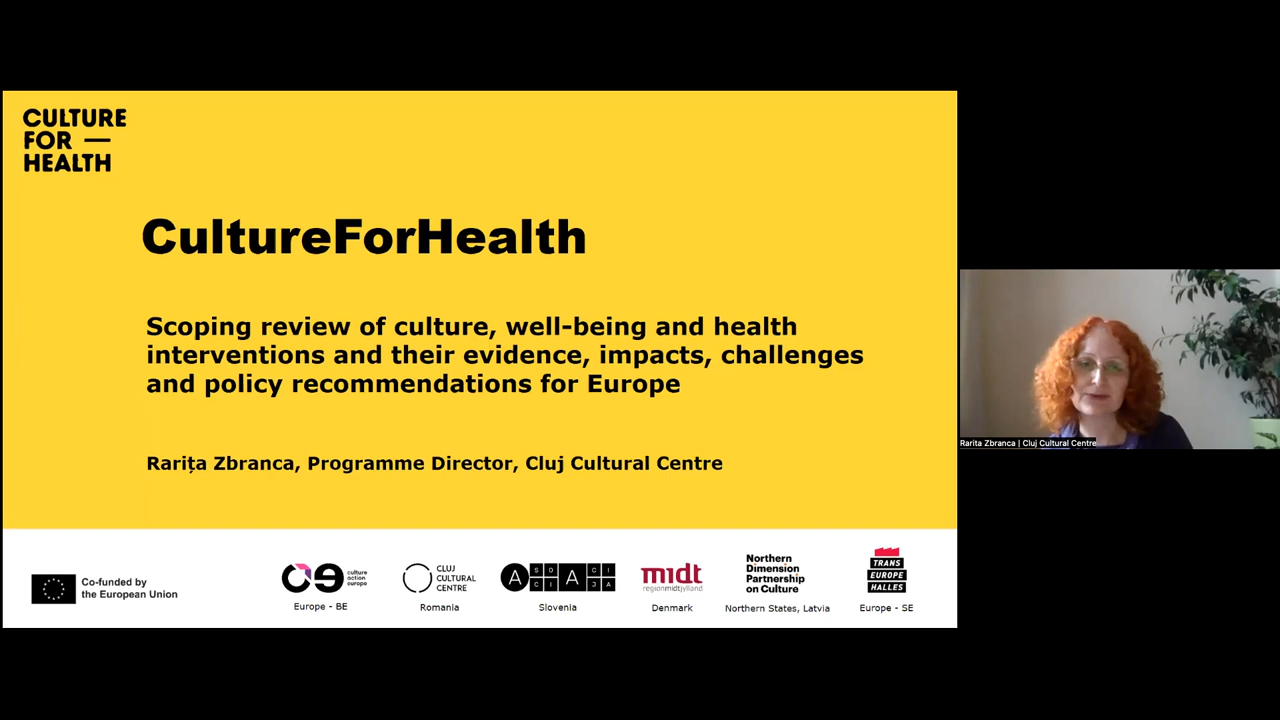 CULTURE
FOR —
HEALTH
CultureForHealth
Scoping review of culture, well-being and health
interventions and their evidence, impacts, challenges
and policy recommendations for Europe
Rarița Zbranca, Programme Director, Cluj Cultural Centre
Rarita Zbranca | Cluj Cultural Centre
Co-funded by
the European Union
culture
action
europe
Europe - BE
CLUJ
CULTURAL
CENTRE
Romania
ASOCIACIJA
Slovenia
midt
regionmidtjylland
Denmark
Northern
Dimension
Partnership
on Culture
Northern States, Latvia
TRANS
EUROPE
HALLES
Europe - SE